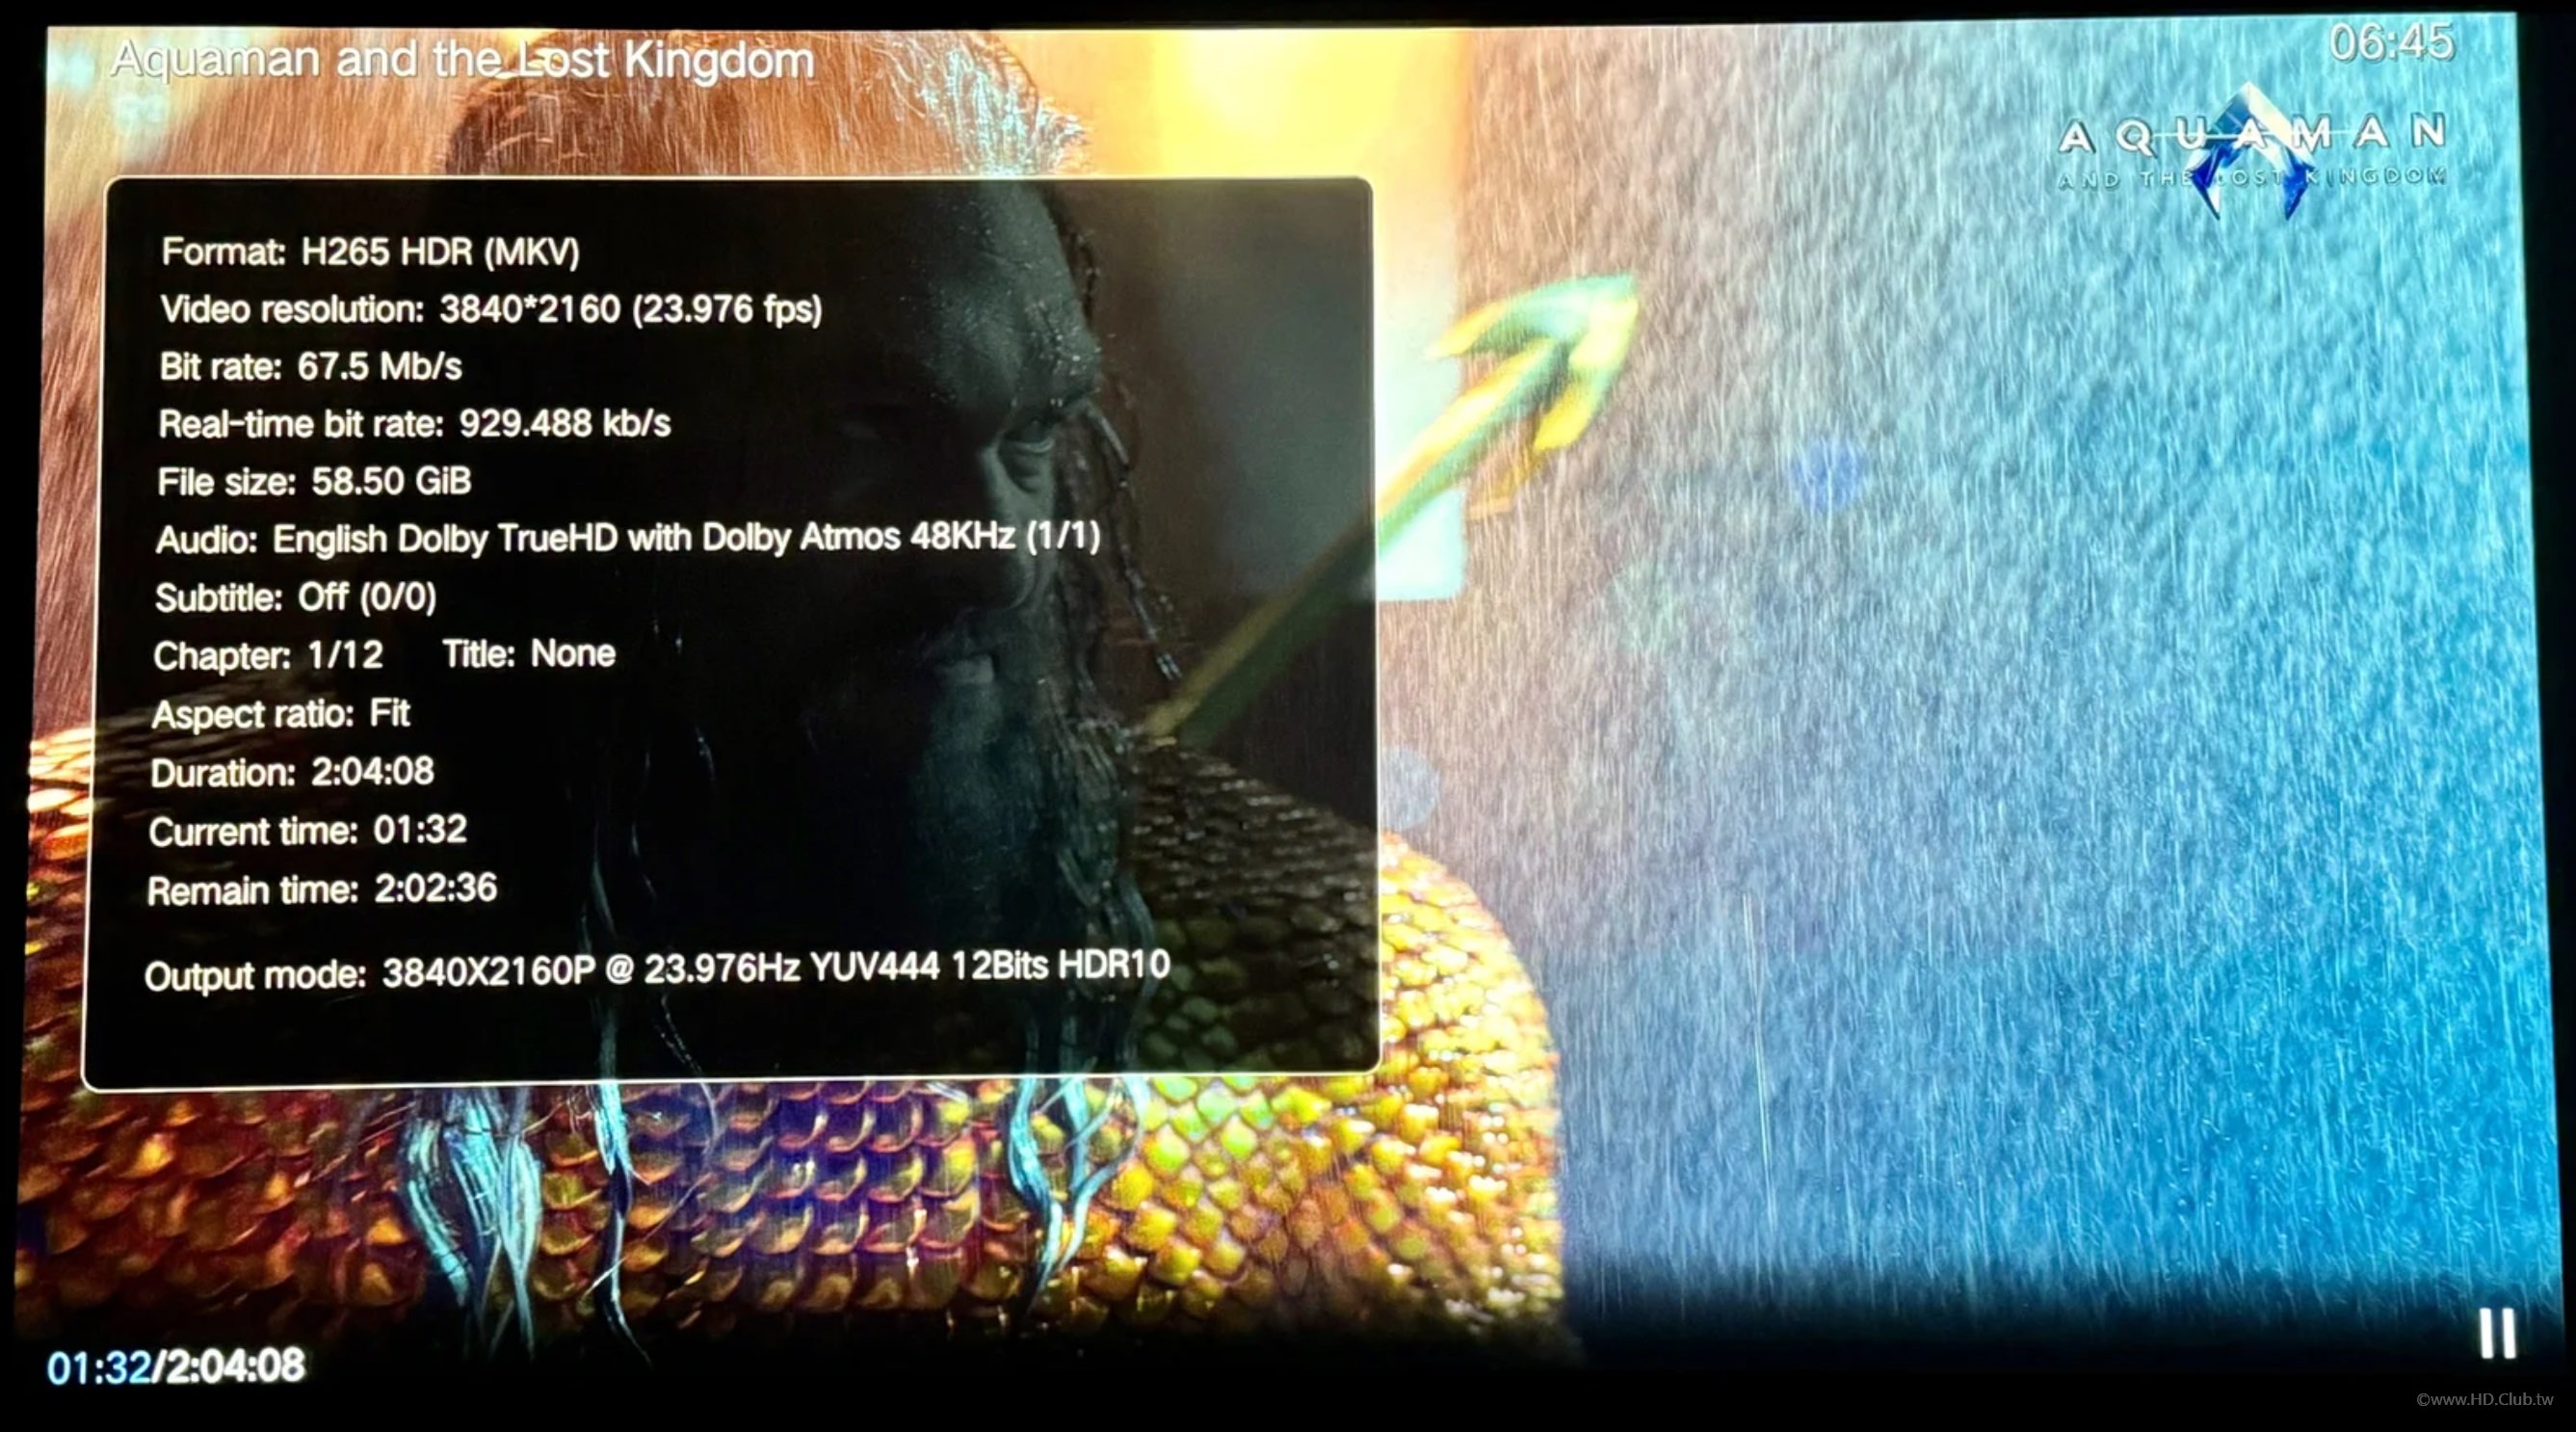 Aquaman and the Lost Kingdom
06:45
AQUAMAN
AND THE LOST KINGDOM
Format: H265 HDR (MKV)
Video resolution: 3840*2160 (23.976 fps)
Bit rate: 67.5 Mb/s
Real-time bit rate: 929.488 kb/s
File size: 58.50 GiB
Audio: English Dolby TrueHD with Dolby Atmos 48KHz (1/1)
Subtitle: Off (0/0)
Chapter: 1/12 Title: None
Aspect ratio: Fit
Duration: 2:04:08
Current time: 01:32
Remain time: 2:02:36
Output mode: 3840X2160P @ 23.976Hz YUV444 12Bits HDR10
01:32/2:04:08
©www.HD.Club.tw